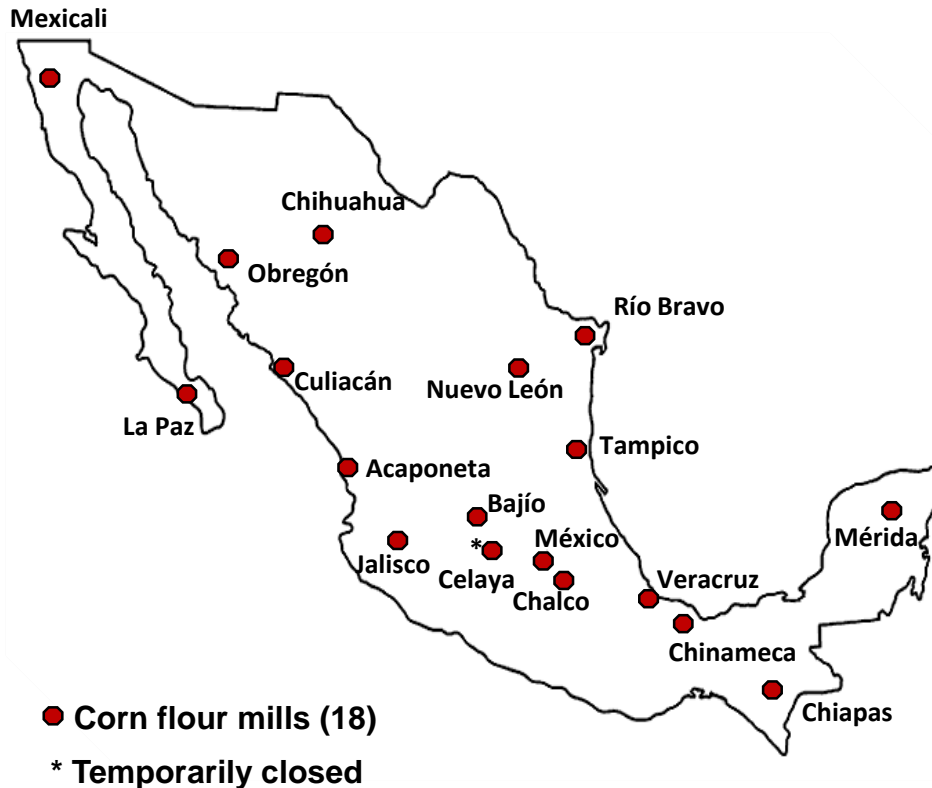 Mexicali
Chihuahua
Obregón
Río Bravo
Culiacán
Nuevo León
La Paz
Tampico
Acaponeta
Bajío
Mérida
México
Jalisco
*
Celaya
Veracruz
Chalco
Chinameca
Chiapas
Corn flour mills (18)
* Temporarily closed